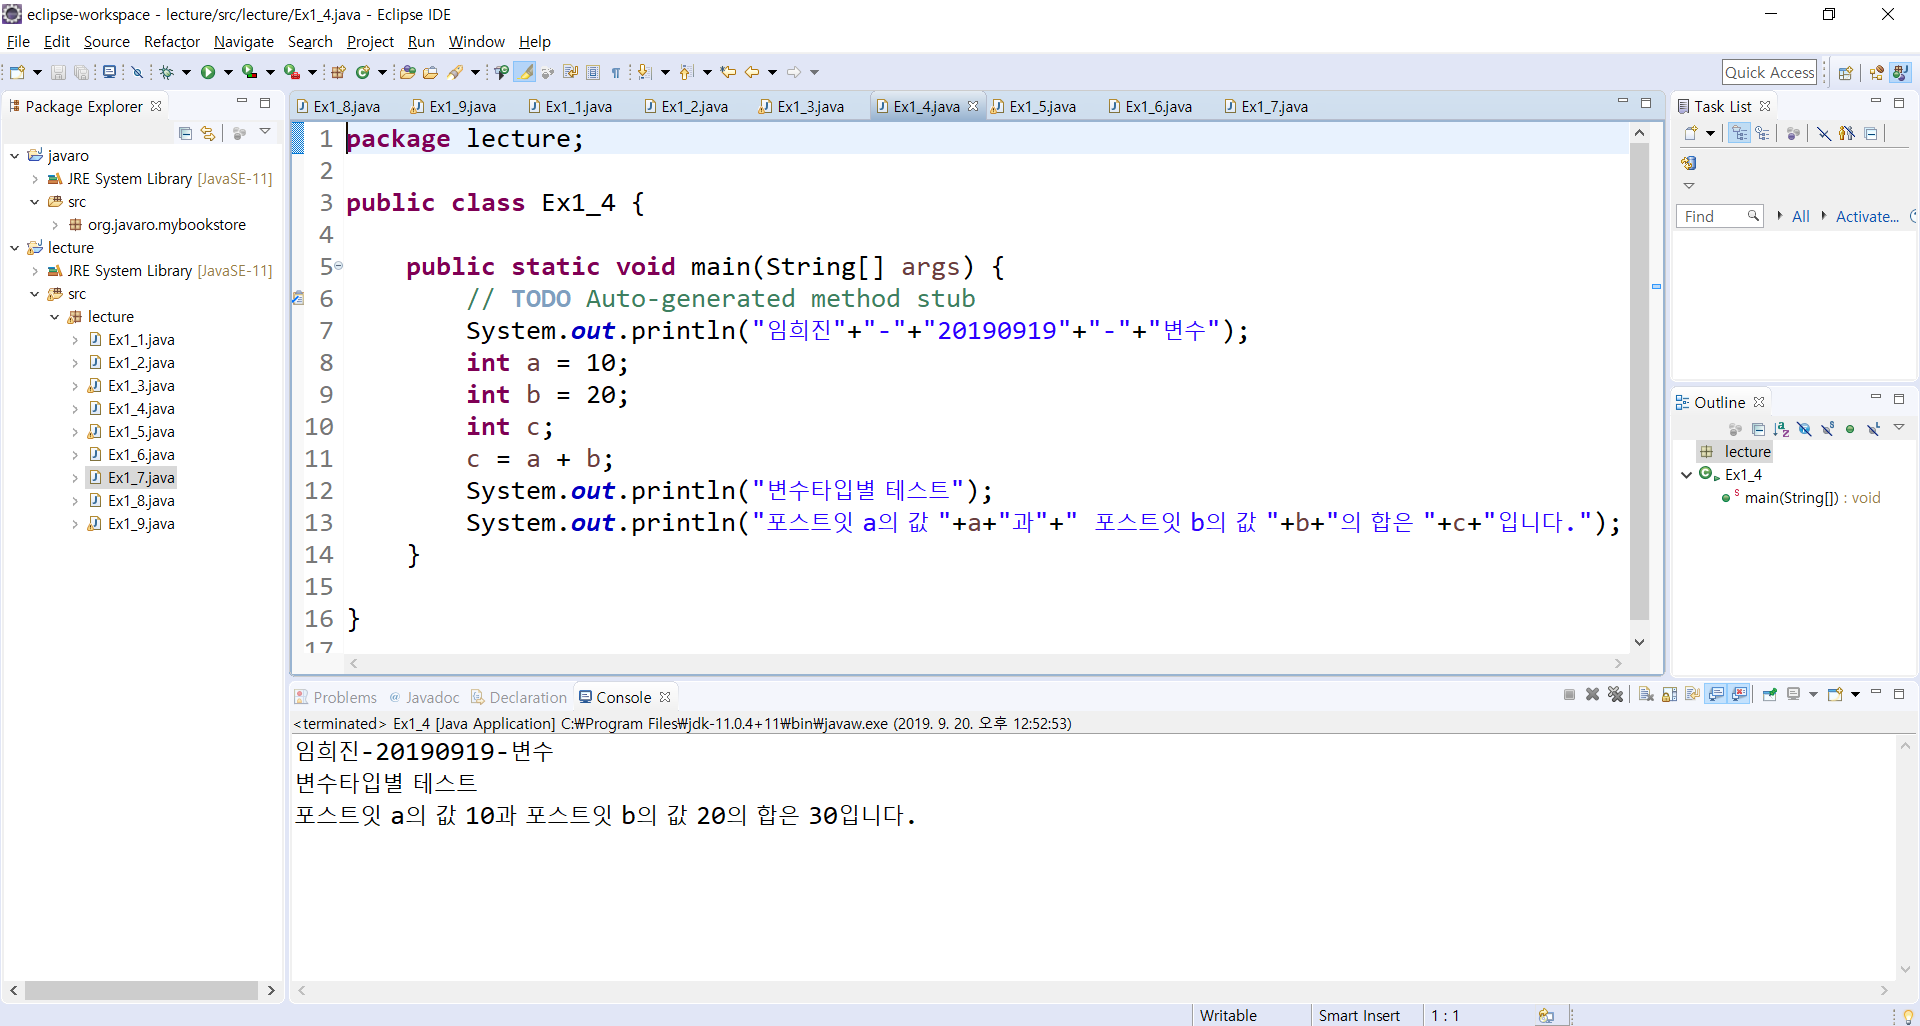 eclipse-workspace - lecture/src/lecture/Ex1_4.java - Eclipse IDE
File Edit Source Refactor Navigate Search Project Run Window Help
Quick Access
Package Explorer
javaro
JRE System Library [JavaSE-11]
src
org.javaro.mybookstore
lecture
JRE System Library [JavaSE-11]
src
lecture
Ex1_1.java
Ex1_2.java
Ex1_3.java
Ex1_4.java
Ex1_5.java
Ex1_6.java
Ex1_7.java
Ex1_8.java
Ex1_9.java
Ex1_8.java Ex1_9.java Ex1_1.java Ex1_2.java Ex1_3.java Ex1_4.java Ex1_5.java Ex1_6.java Ex1_7.java
1 package lecture;
2
3 public class Ex1_4 {
4
5 public static void main(String[] args) {
6 // TODO Auto-generated method stub
7 System.out.println("임희진"+"-"+"20190919"+"-"+"변수");
8 int a = 10;
9 int b = 20;
10 int c;
11 c = a + b;
12 System.out.println("변수타입별 테스트");
13 System.out.println("포스트잇 a의 값 "+a+"과"+" 포스트잇 b의 값 "+b+"의 합은 "+c+"입니다.");
14 }
15
16 }
17
Task List
Find All Activate...
Outline
lecture
Ex1_4
main(String[]) : void
Problems @ Javadoc Declaration Console
<terminated> Ex1_4 [Java Application] C:₩Program Files₩jdk-11.0.4+11₩bin₩javaw.exe (2019. 9. 20. 오후 12:52:53)
임희진-20190919-변수
변수타입별 테스트
포스트잇 a의 값 10과 포스트잇 b의 값 20의 합은 30입니다.
Writable Smart Insert 1 : 1